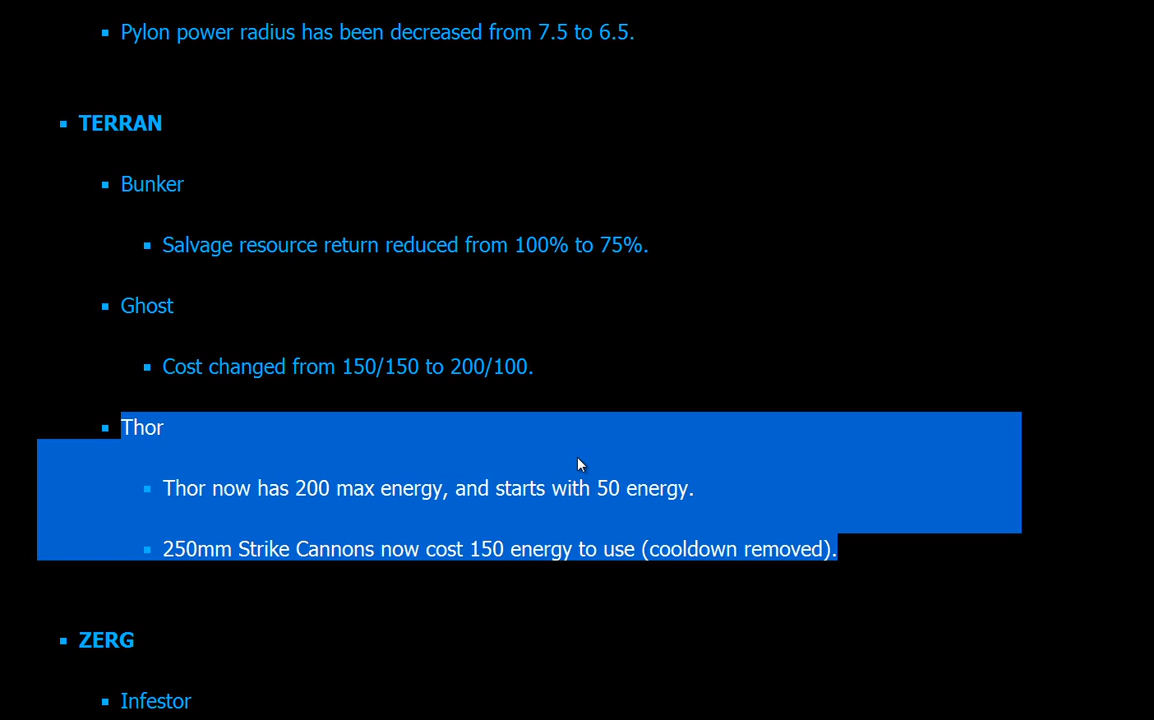 Pylon power radius has been decreased from 7.5 to 6.5.
TERRAN
Bunker
Salvage resource return reduced from 100% to 75%.
Ghost
Cost changed from 150/150 to 200/100.
Thor
Thor now has 200 max energy, and starts with 50 energy.
250mm Strike Cannons now cost 150 energy to use (cooldown removed).
ZERG
Infestor